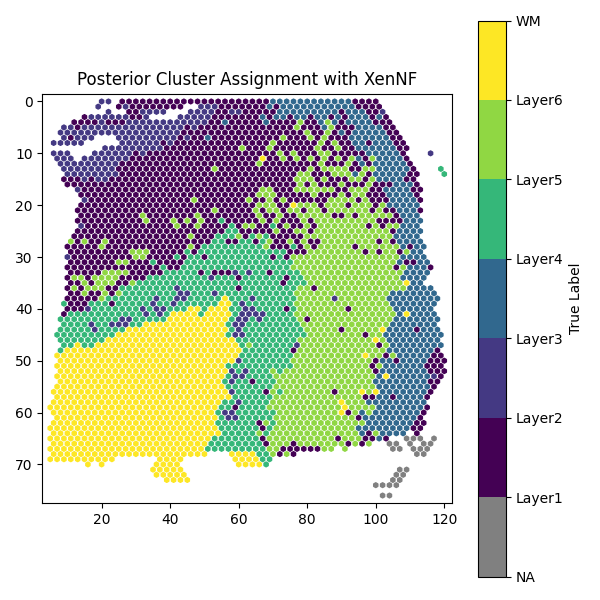 Posterior Cluster Assignment with XenNF
0
10
20
30
40
50
60
70
20
40
60
80
100
120
WM
Layer6
Layer5
Layer4
Layer3
Layer2
Layer1
NA
True Label